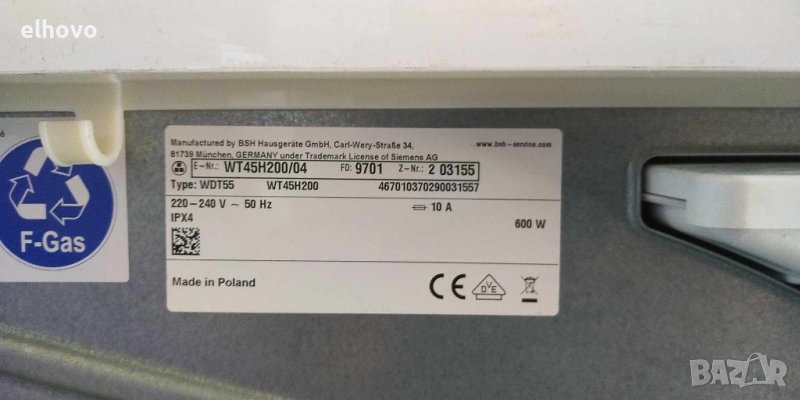 elhovo
é
F-Gas
Manufactured by BSH Hausgeräte GmbH, Carl-Wery-Straße 34,
81739 München, GERMANY under Trademark License of Siemens AG
www.bsh-service.com
E-Nr.: WT45H200/04 FD: 9701 Z-Nr.: 2 03155
Type: WDT55 WT45H200 467010370290031557
220-240 V ~ 50 Hz 10 A
IPX4 600 W
Made in Poland CE DVE
BAZAR